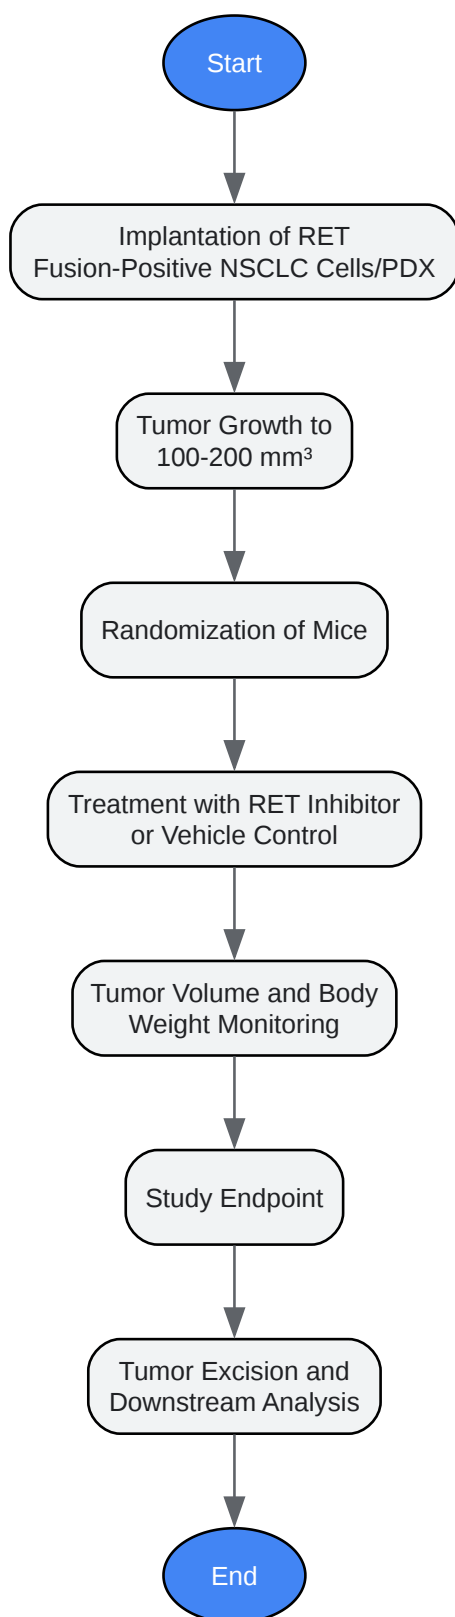 Start
Implantation of RET
Fusion-Positive NSCLC Cells/PDX
Tumor Growth to
100-200 mm³
Randomization of Mice
Treatment with RET Inhibitor
or Vehicle Control
Tumor Volume and Body
Weight Monitoring
Study Endpoint
Tumor Excision and
Downstream Analysis
End